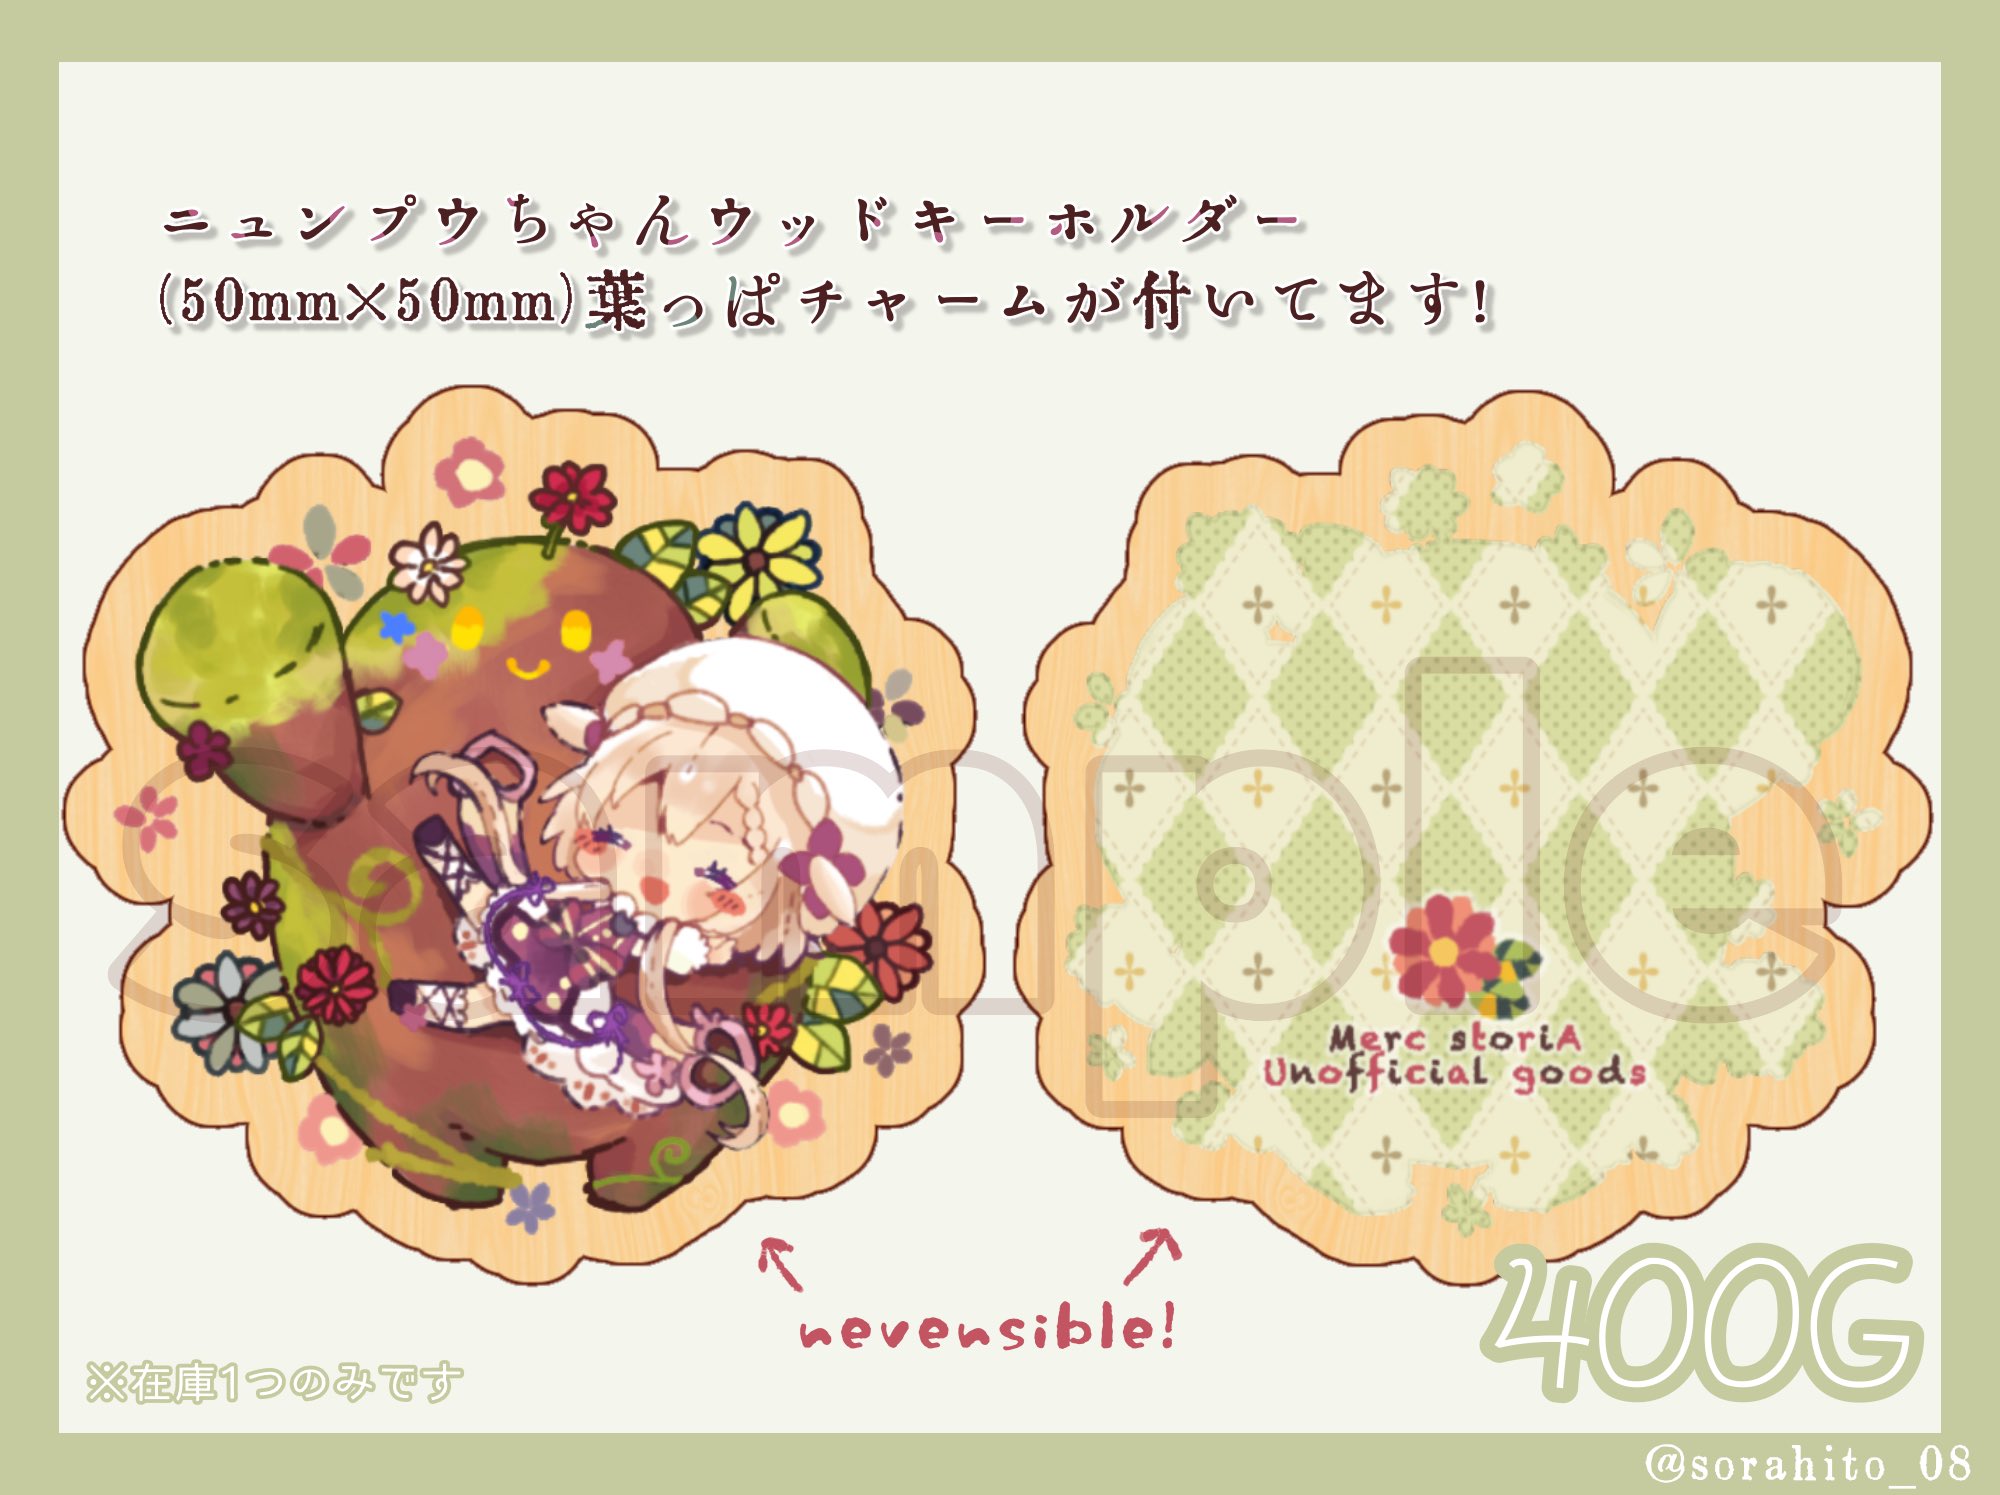 ニュンプウちゃんウッドキーホルダー
(50mm×50mm)葉っぱチャームが付いてます!
sample
Merc storiA
Unofficial goods
nevensible!
400G
※在庫1つのみです
@sorahito_08